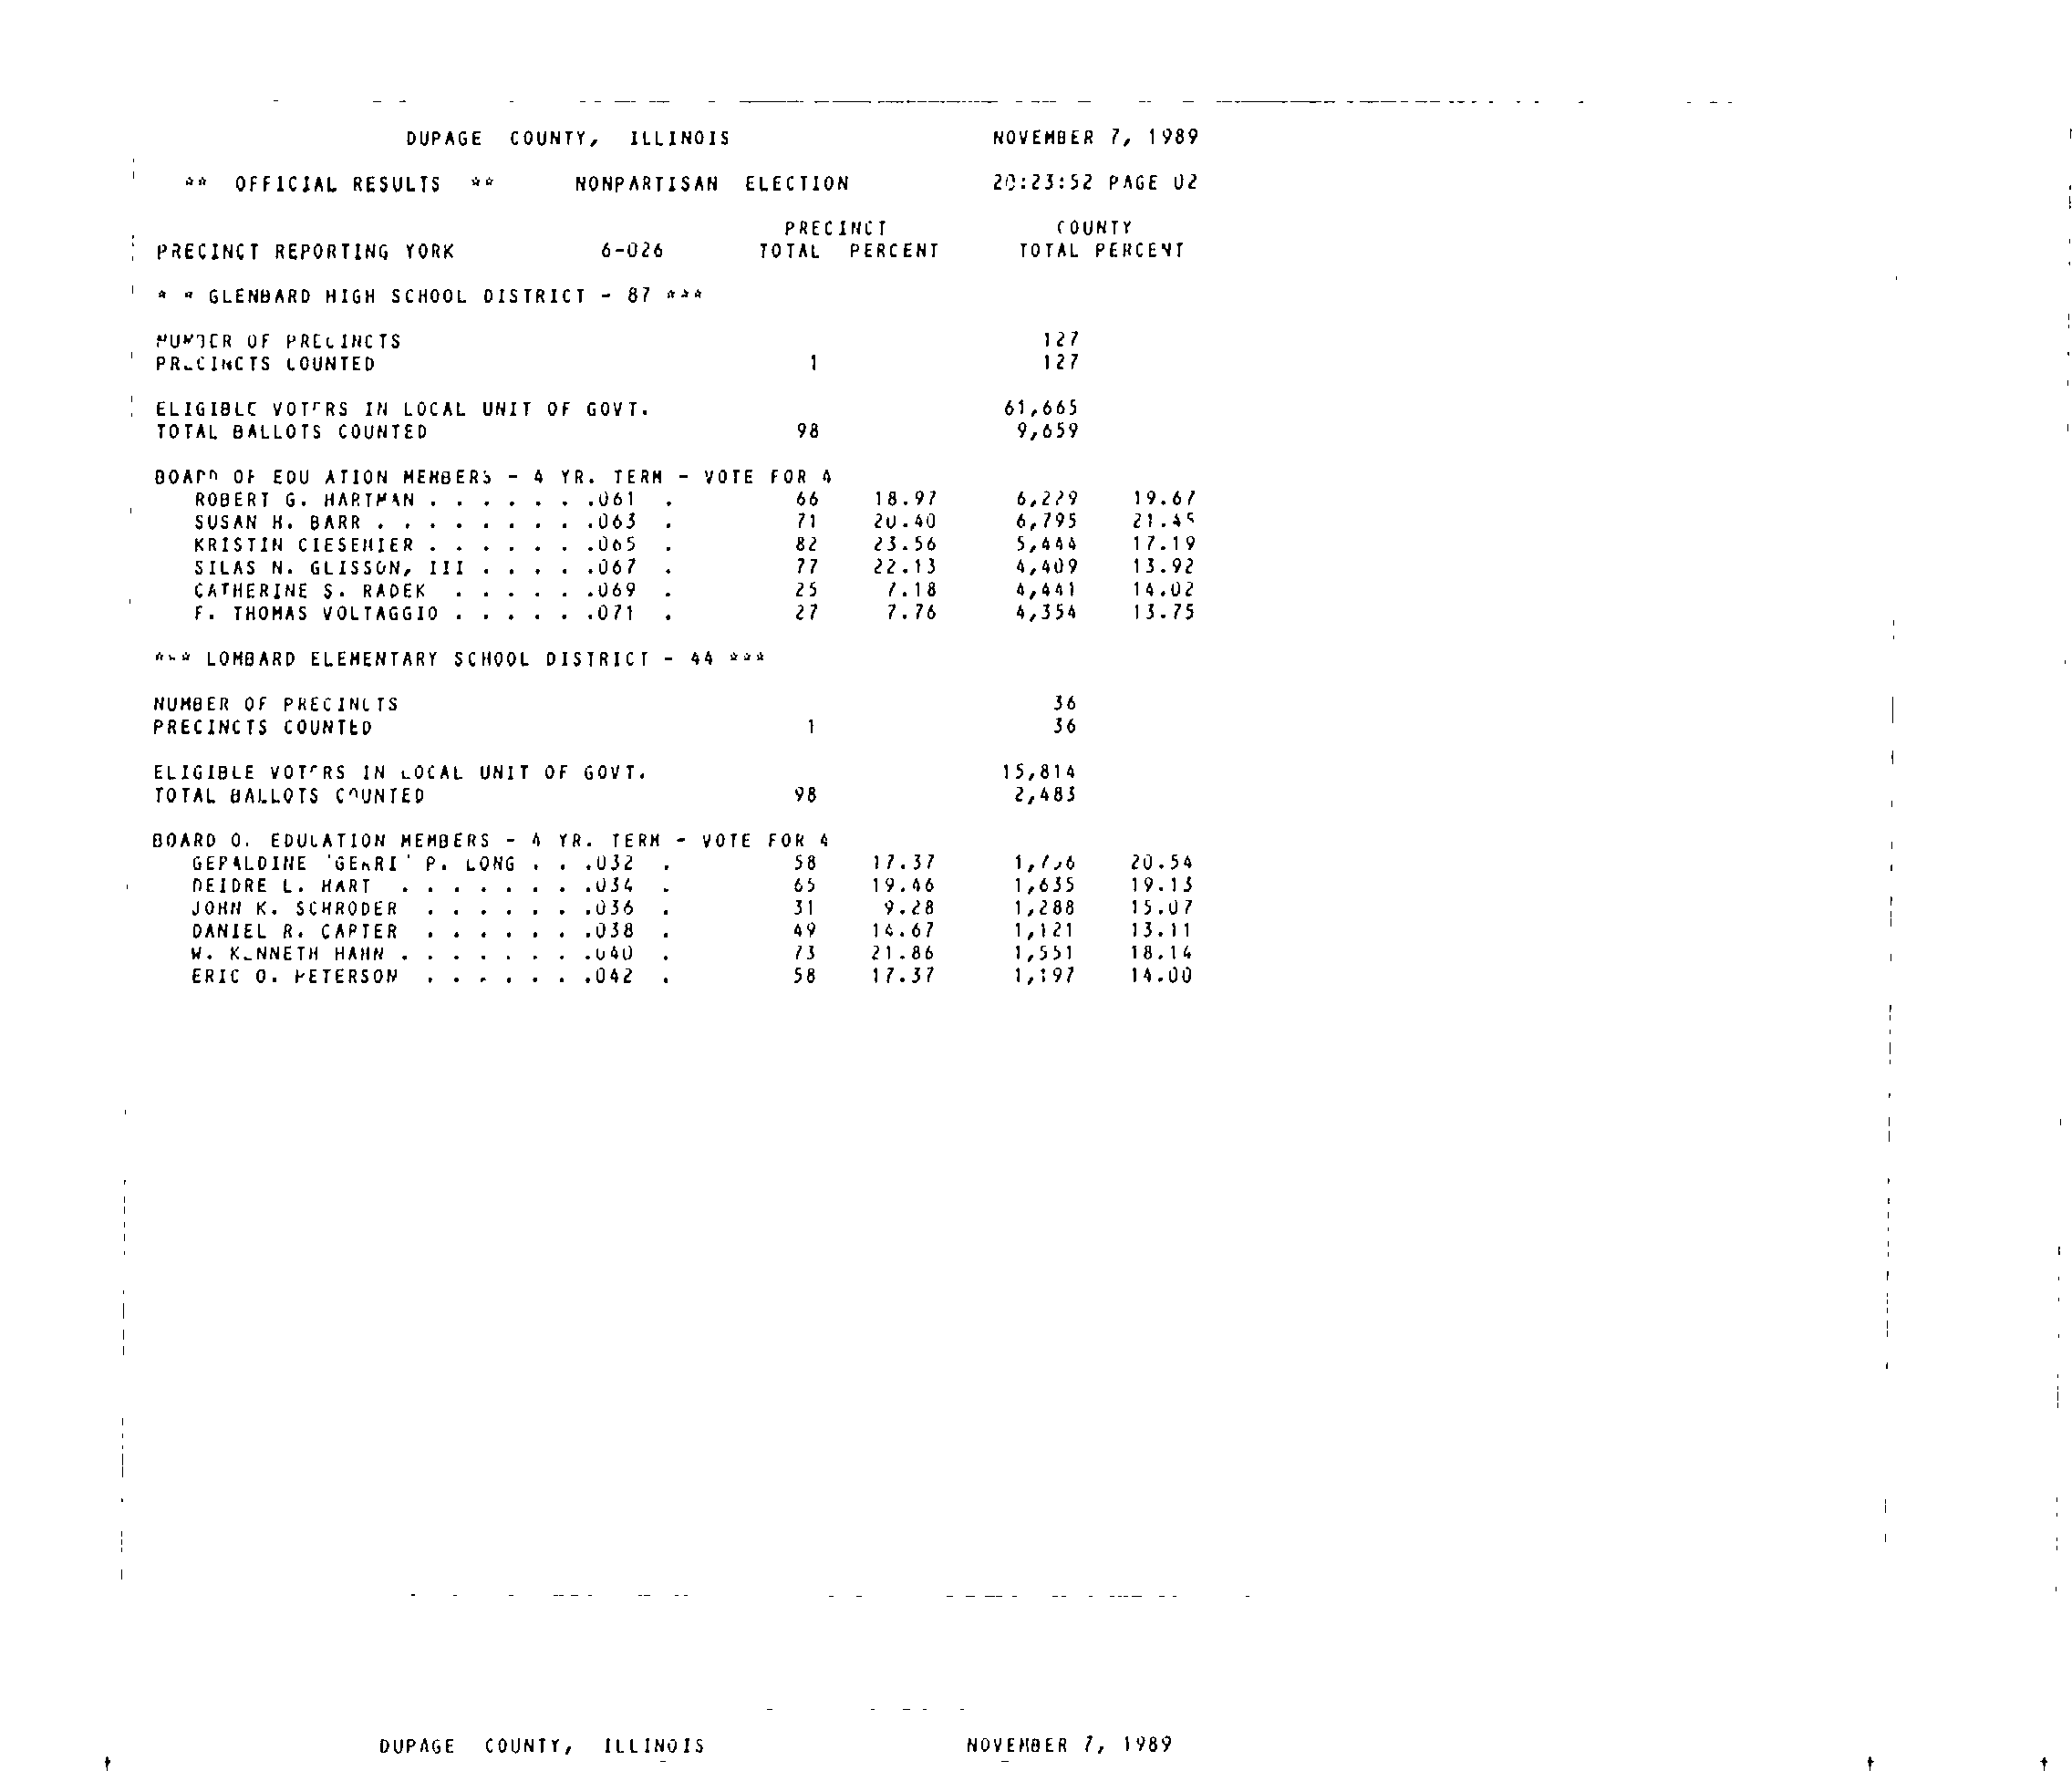 DUPAGE COUNTY, ILLINOIS NOVEMBER 7, 1989
** OFFICIAL RESULTS ** NONPARTISAN ELECTION 20:23:52 PAGE 02
PRECINCT COUNTY
PRECINCT REPORTING YORK 6-026 TOTAL PERCENT TOTAL PERCENT
* * GLENBARD HIGH SCHOOL DISTRICT - 87 ***
NUMBER OF PRECINCTS 127
PRECINCTS COUNTED 1 127
ELIGIBLE VOTERS IN LOCAL UNIT OF GOVT. 61,665
TOTAL BALLOTS COUNTED 98 9,659
BOARD OF EDU ATION MEMBERS - 4 YR. TERM - VOTE FOR 4
ROBERT G. HARTMAN . . . . . . .061 . 66 18.97 6,229 19.67
SUSAN H. BARR . . . . . . . . .063 . 71 20.40 6,795 21.45
KRISTIN CIESEMIER . . . . . . .065 . 82 23.56 5,444 17.19
SILAS N. GLISSON, III . . . . .067 . 77 22.13 4,409 13.92
CATHERINE S. RADEK . . . . . .069 . 25 7.18 4,441 14.02
F. THOMAS VOLTAGGIO . . . . . .071 . 27 7.76 4,354 13.75
*** LOMBARD ELEMENTARY SCHOOL DISTRICT - 44 ***
NUMBER OF PRECINCTS 36
PRECINCTS COUNTED 1 36
ELIGIBLE VOTERS IN LOCAL UNIT OF GOVT. 15,814
TOTAL BALLOTS COUNTED 98 2,483
BOARD O. EDUCATION MEMBERS - 4 YR. TERM - VOTE FOR 4
GERALDINE 'GERRI' P. LONG . . .032 . 58 17.37 20.54
DEIDRE L. HART . . . . . . . .034 . 65 19.46 1,635 19.13
JOHN K. SCHRODER . . . . . . .036 . 31 9.28 1,288 15.07
DANIEL R. CARTER . . . . . . .038 . 49 14.67 1,121 13.11
W. KENNETH HAHN . . . . . . . .040 . 73 21.86 1,551 18.14
ERIC O. PETERSON . . . . . . .042 . 58 17.37 1,197 14.00
DUPAGE COUNTY, ILLINOIS NOVEMBER 7, 1989